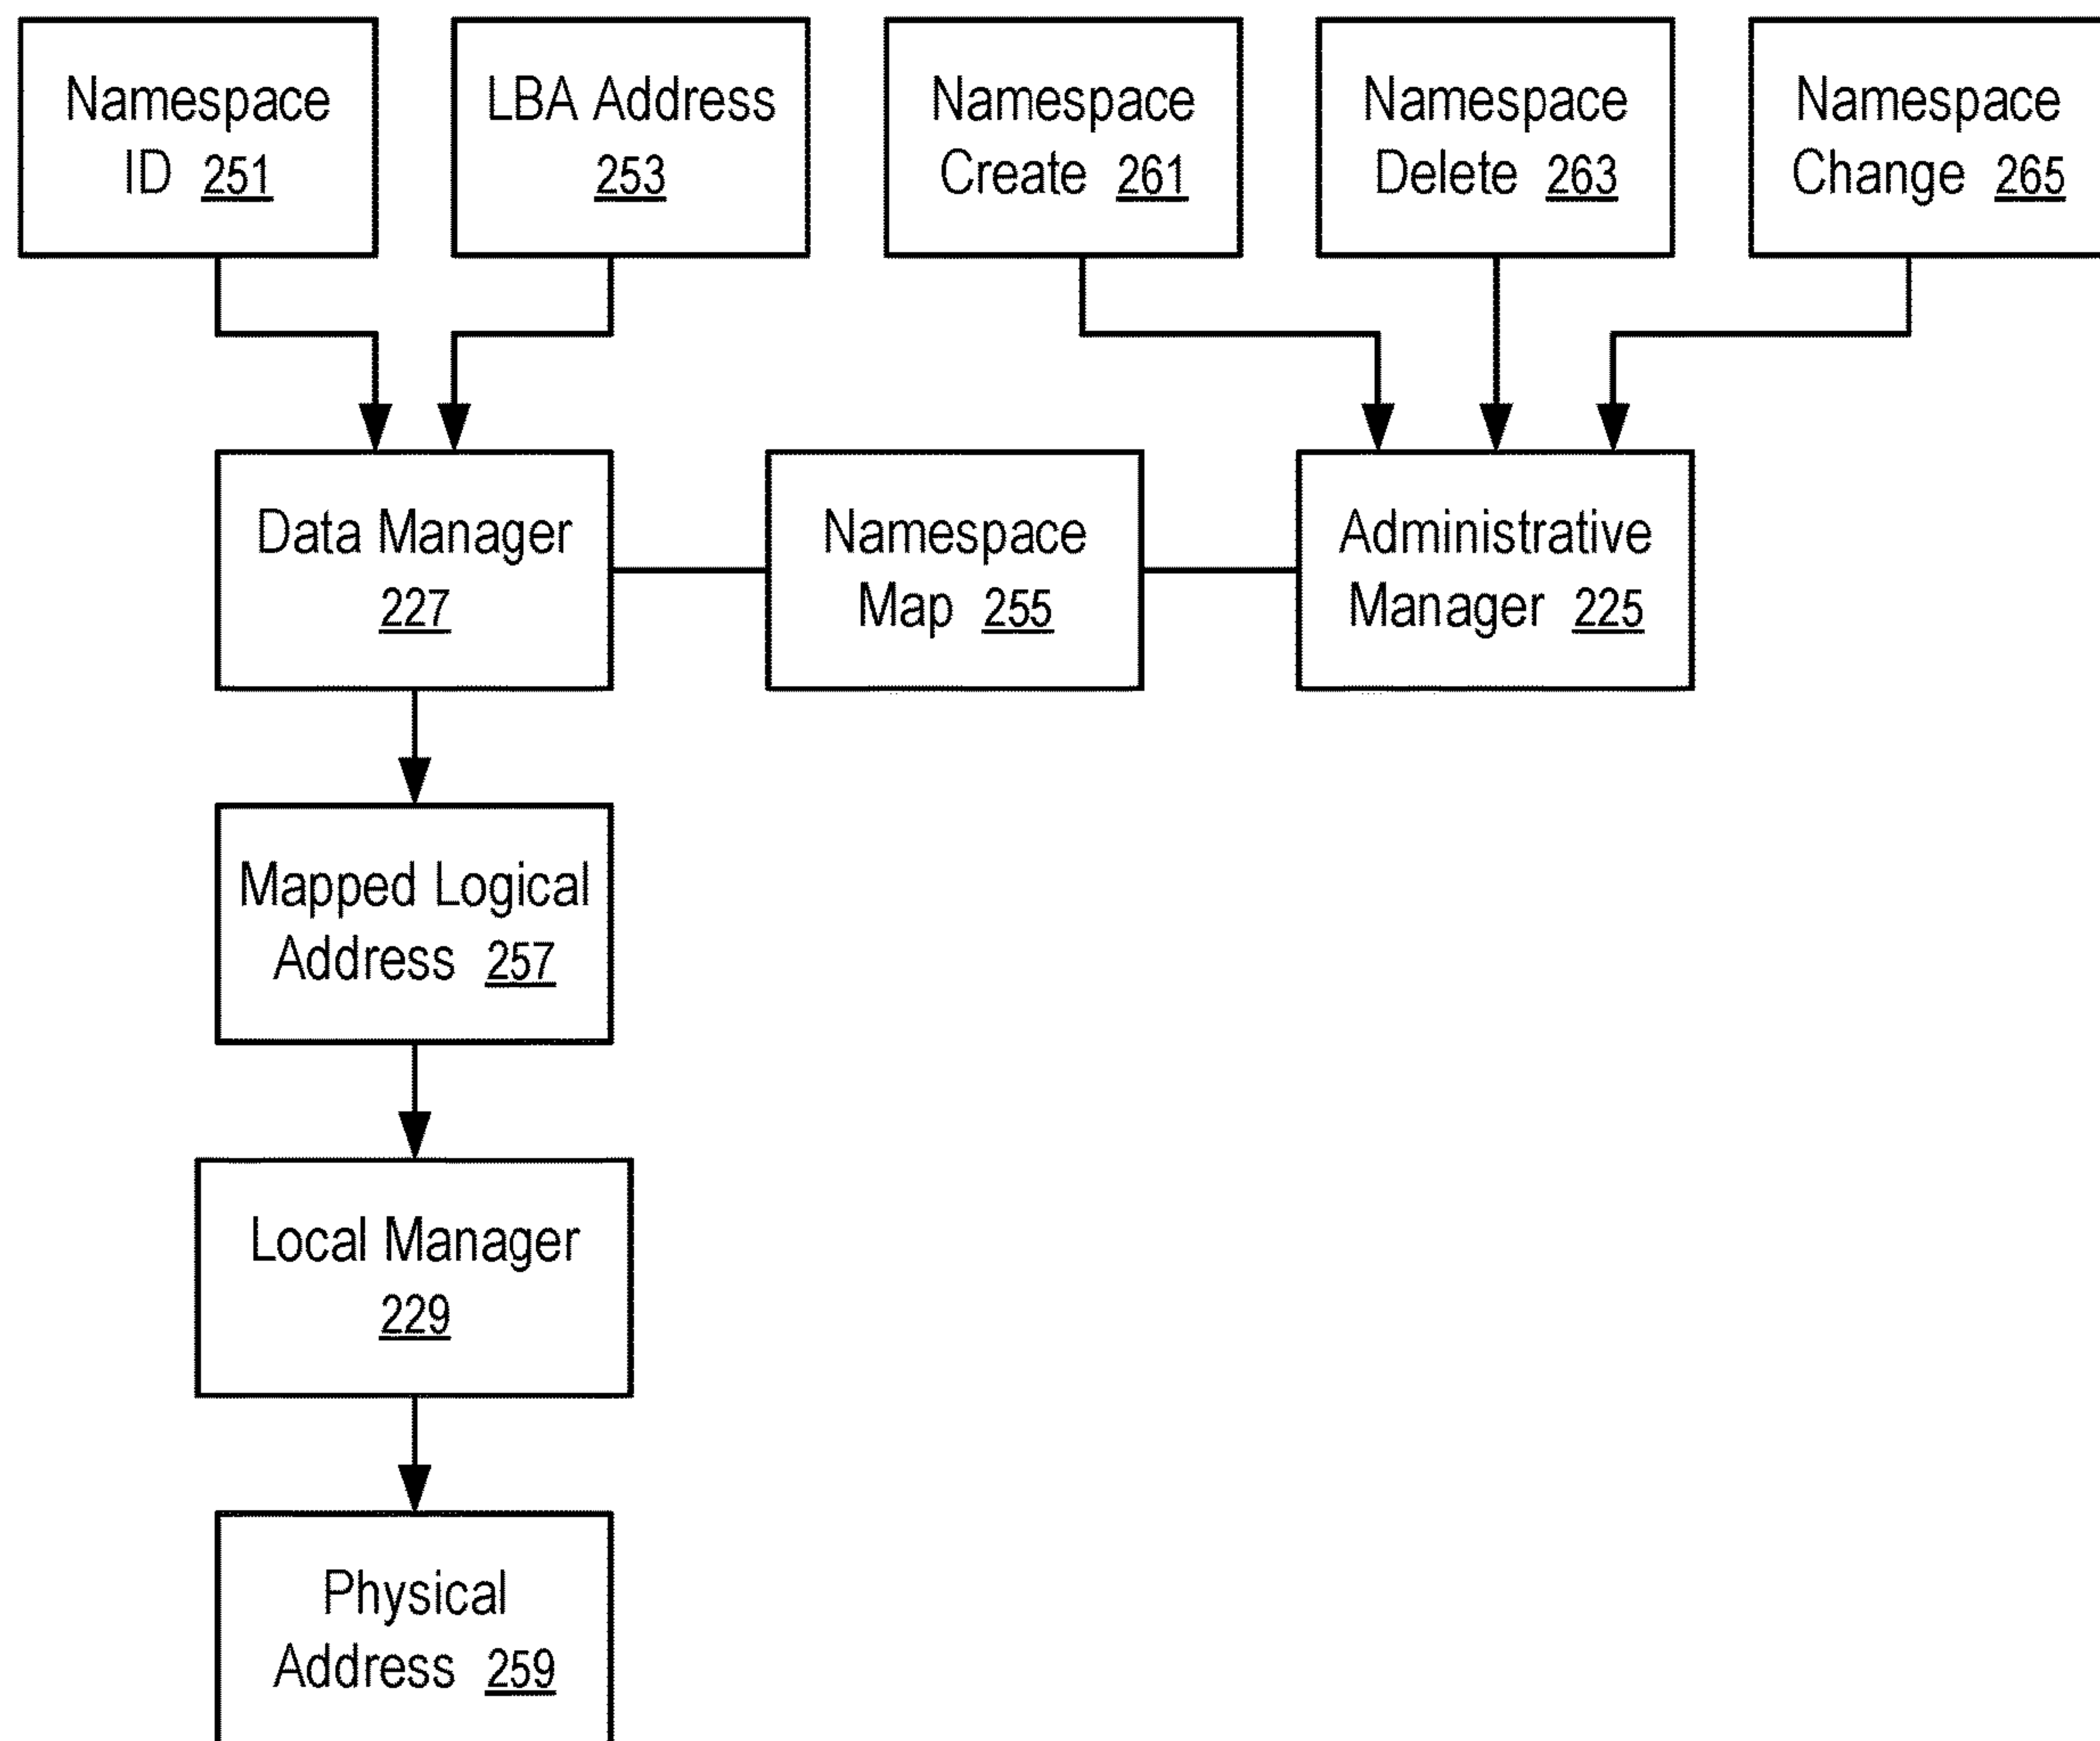 Namespace
ID 251
LBA Address
253
Namespace
Create 261
Namespace
Delete 263
Namespace
Change 265
Data Manager
227
Namespace
Map 255
Administrative
Manager 225
Mapped Logical
Address 257
Local Manager
229
Physical
Address 259